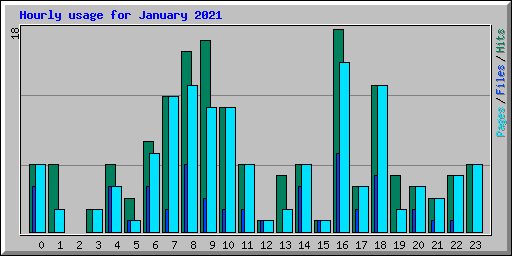 Hourly usage for January 2021
18
Pages/Files/Hits
0 1 2 3 4 5 6 7 8 9 10 11 12 13 14 15 16 17 18 19 20 21 22 23